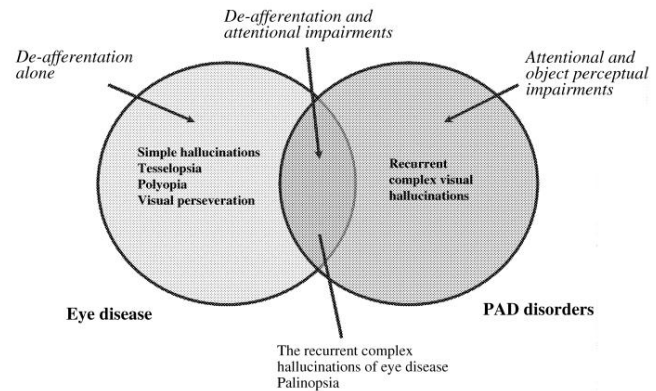 De-afferentation and
attentional impairments
De-afferentation
alone
Attentional and
object perceptual
impairments
Simple hallucinations
Tesselopsia
Polyopia
Visual perseveration
Recurrent
complex visual
hallucinations
Eye disease
PAD disorders
The recurrent complex
hallucinations of eye disease
Palinopsia